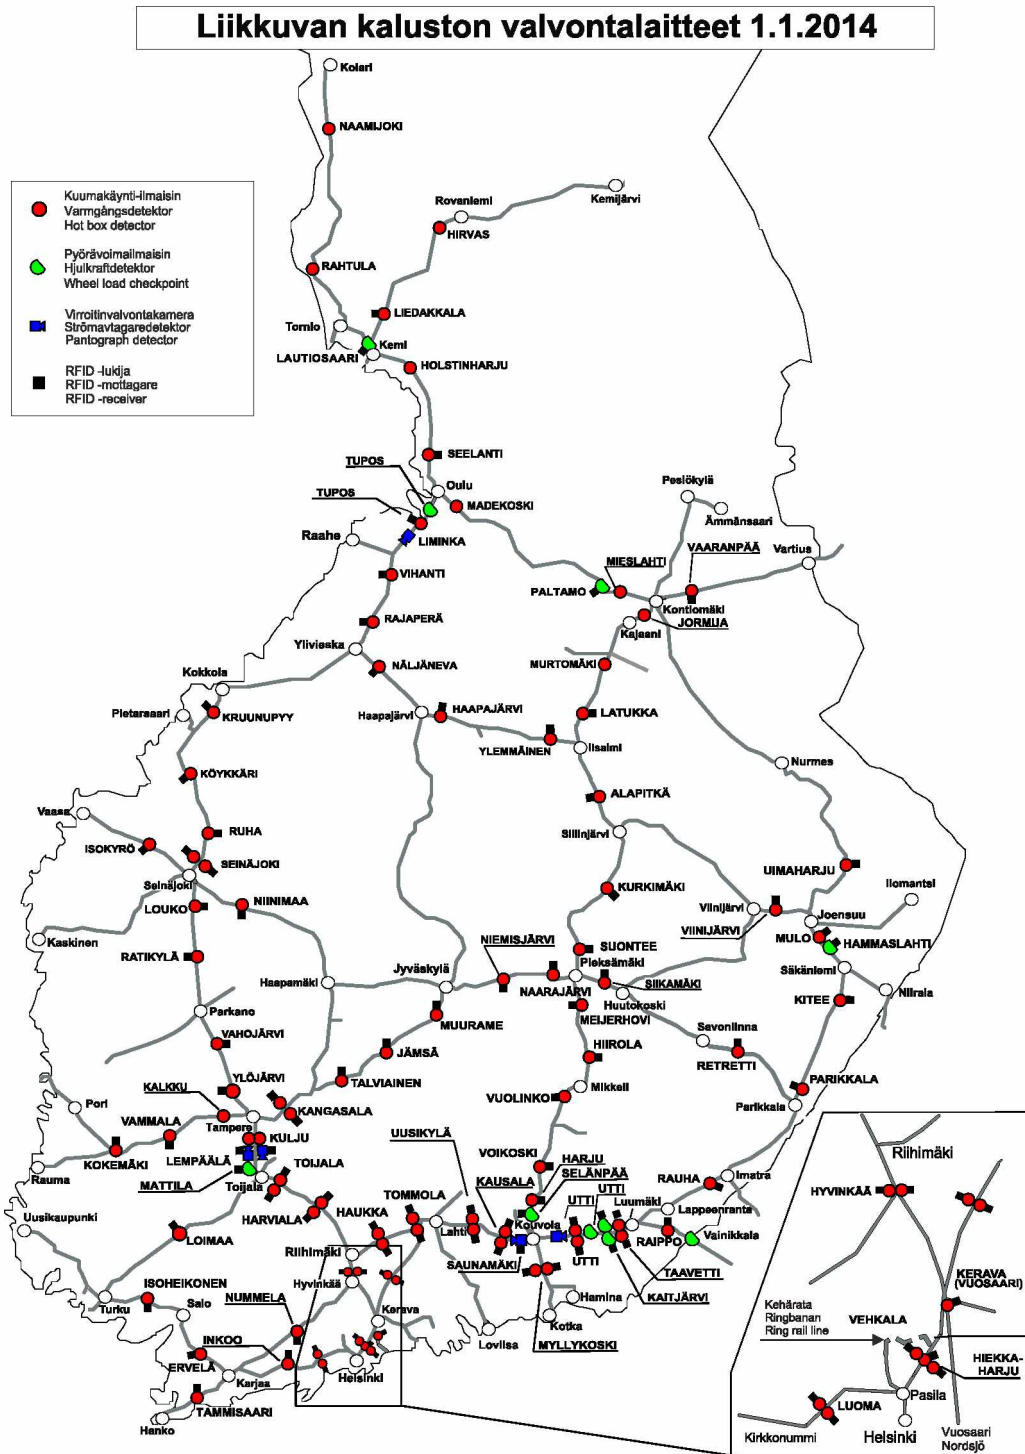 Liikkuvan kaluston valvontalaitteet 1.1.2014
Kolari
NAAMIJOKI
Kuumakäynti-ilmaisin
Varmgångsdetektor
Hot box detector
Pyörävoimailmaisin
Hjulkraftdetektor
Wheel load checkpoint
Virroitinvalvontakamera
Strömavtagaredetektor
Pantograph detector
RFID -lukija
RFID -mottagare
RFID -receiver
Kemijärvi
Rovaniemi
HIRVAS
RAHTULA
LIEDAKKALA
Tornio
Kemi
LAUTIOSAARI
HOLSTINHARJU
SEELANTI
TUPOS
Oulu
TUPOS
MADEKOSKI
Pesiökylä
Ämmänsaari
Raahe
LIMINKA
VAARANPÄÄ
Vartius
MIESLAHTI
VIHANTI
PALTAMO
Kontiomäki
JORMUA
Kajaani
RAJAPERÄ
Ylivieska
NÄLJÄNEVA
MURTOMÄKI
Kokkola
Pietarsaari
KRUUNUPYY
Haapajärvi
HAAPAJÄRVI
LATUKKA
YLEMMÄINEN
Iisalmi
Nurmes
KÖYKKÄRI
ALAPITKÄ
Vaasa
RUHA
Siilinjärvi
ISOKYRÖ
SEINÄJOKI
Seinäjoki
UIMAHARJU
KURKIMÄKI
Ilomantsi
LOUKO
NIINIMAA
Viinijärvi
VIINIJÄRVI
Joensuu
MULO
HAMMASLAHTI
Kaskinen
NIEMISJÄRVI
SUONTEE
RATIKYLÄ
Jyväskylä
Pieksämäki
Säkäniemi
Haapamäki
NAARAJÄRVI
SIIKAMÄKI
Huutokoski
KITEE
Niirala
Parkano
MUURAME
MEIJERHOVI
Savonlinna
VAHOJÄRVI
JÄMSÄ
HIIROLA
RETRETTI
KALKKU
YLÖJÄRVI
TALVIAINEN
Mikkeli
PARIKKALA
Pori
KANGASALA
VUOLINKO
Parikkala
VAMMALA
Tampere
KULJU
UUSIKYLÄ
KOKEMÄKI
LEMPÄÄLÄ
VOIKOSKI
HARJU
Rauma
MATTILA
TOIJALA
Toijala
SELÄNPÄÄ
KAUSALA
UTTI
UTTI
RAUHA
Imatra
Uusikaupunki
HARVIALA
HAUKKA
TOMMOLA
Luumäki
Lappeenranta
LOIMAA
Lahti
Kouvola
RAIPPO
Vainikkala
Riihimäki
SAUNAMÄKI
UTTI
TAAVETTI
ISOHEIKONEN
Hyvinkää
KAITJÄRVI
Turku
Salo
NUMMELA
Kerava
Hamina
Kotka
INKOO
Loviisa
MYLLYKOSKI
ERVELÄ
Karjaa
Helsinki
TAMMISAARI
Hanko
Riihimäki
HYVINKÄÄ
KERAVA
(VUOSAARI)
Kehärata
Ringbanan
Ring rail line
VEHKALA
HIEKKA-
HARJU
Pasila
LUOMA
Kirkkonummi
Helsinki
Vuosaari
Nordsjö